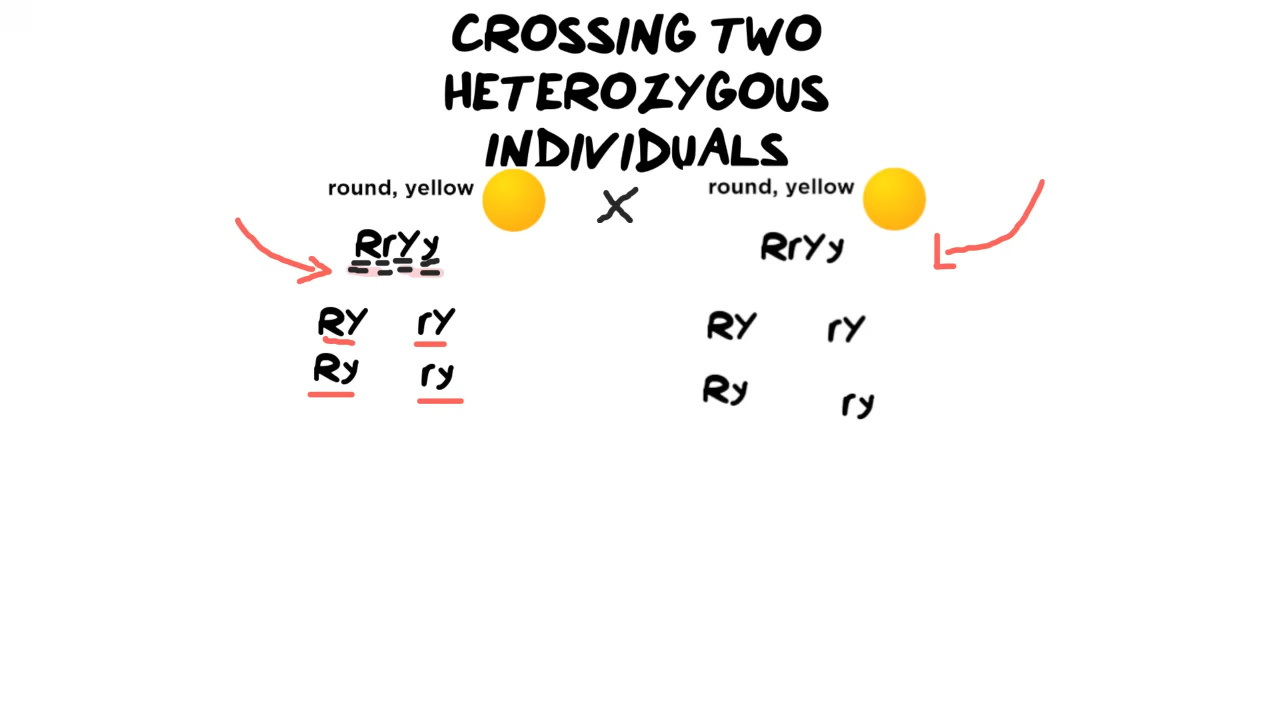 CROSSING TWO
HETEROZYGOUS
INDIVIDUALS
round, yellow X round, yellow
RrYy RrYy
RY rY RY rY
Ry ry Ry ry